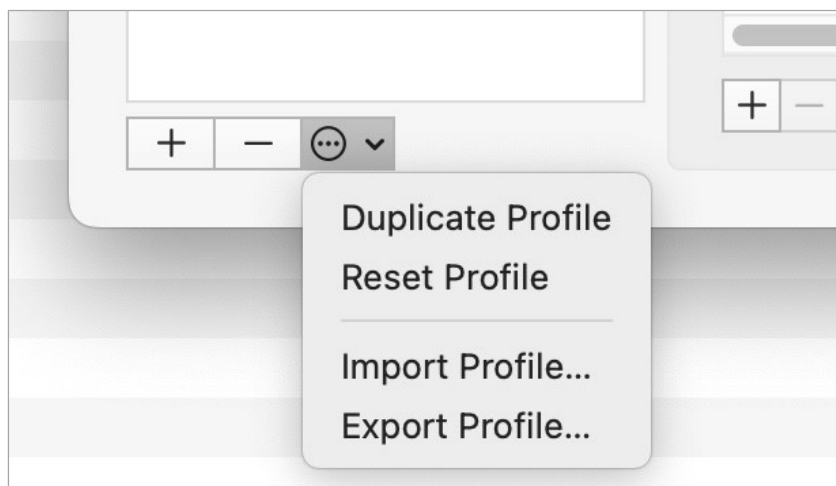 Duplicate Profile
Reset Profile
Import Profile...
Export Profile...